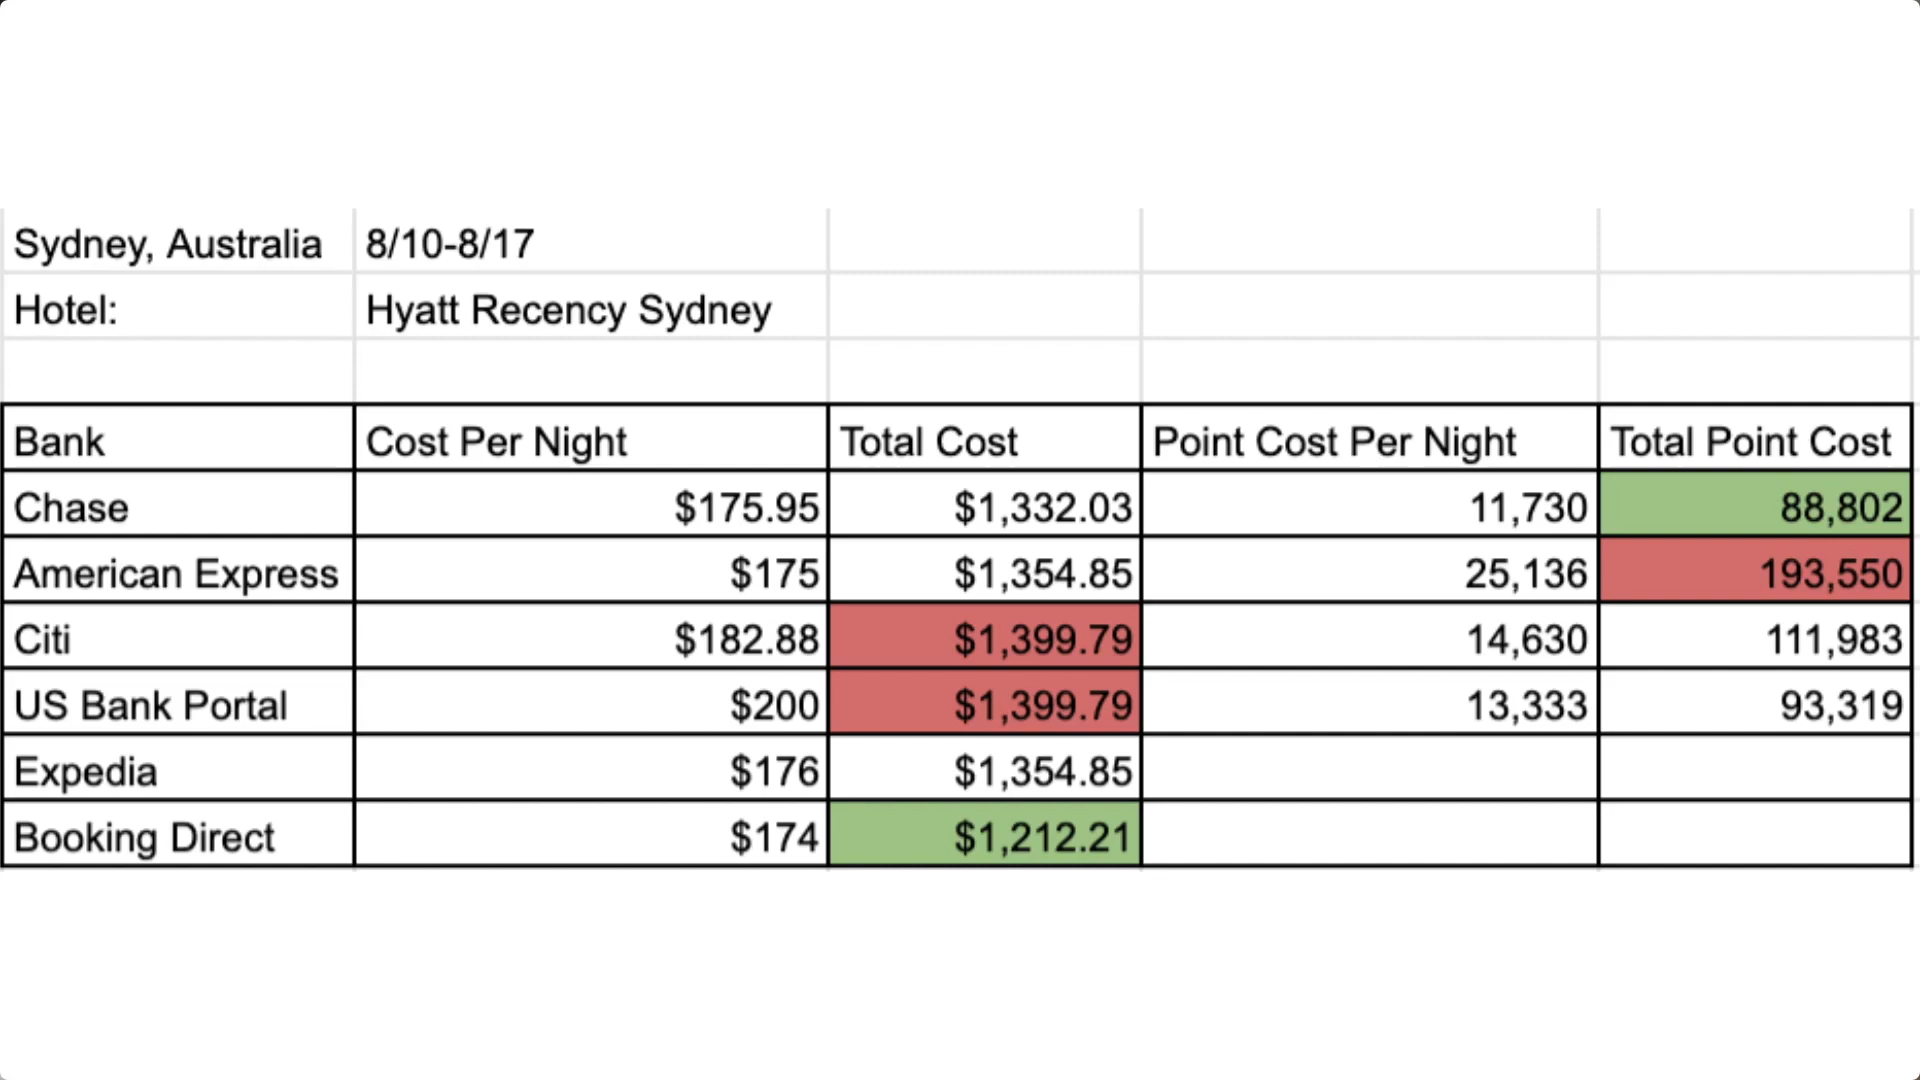 Sydney, Australia 8/10-8/17
Hotel: Hyatt Recency Sydney
Bank Cost Per Night Total Cost Point Cost Per Night Total Point Cost
Chase $175.95 $1,332.03 11,730 88,802
American Express $175 $1,354.85 25,136 193,550
Citi $182.88 $1,399.79 14,630 111,983
US Bank Portal $200 $1,399.79 13,333 93,319
Expedia $176 $1,354.85
Booking Direct $174 $1,212.21